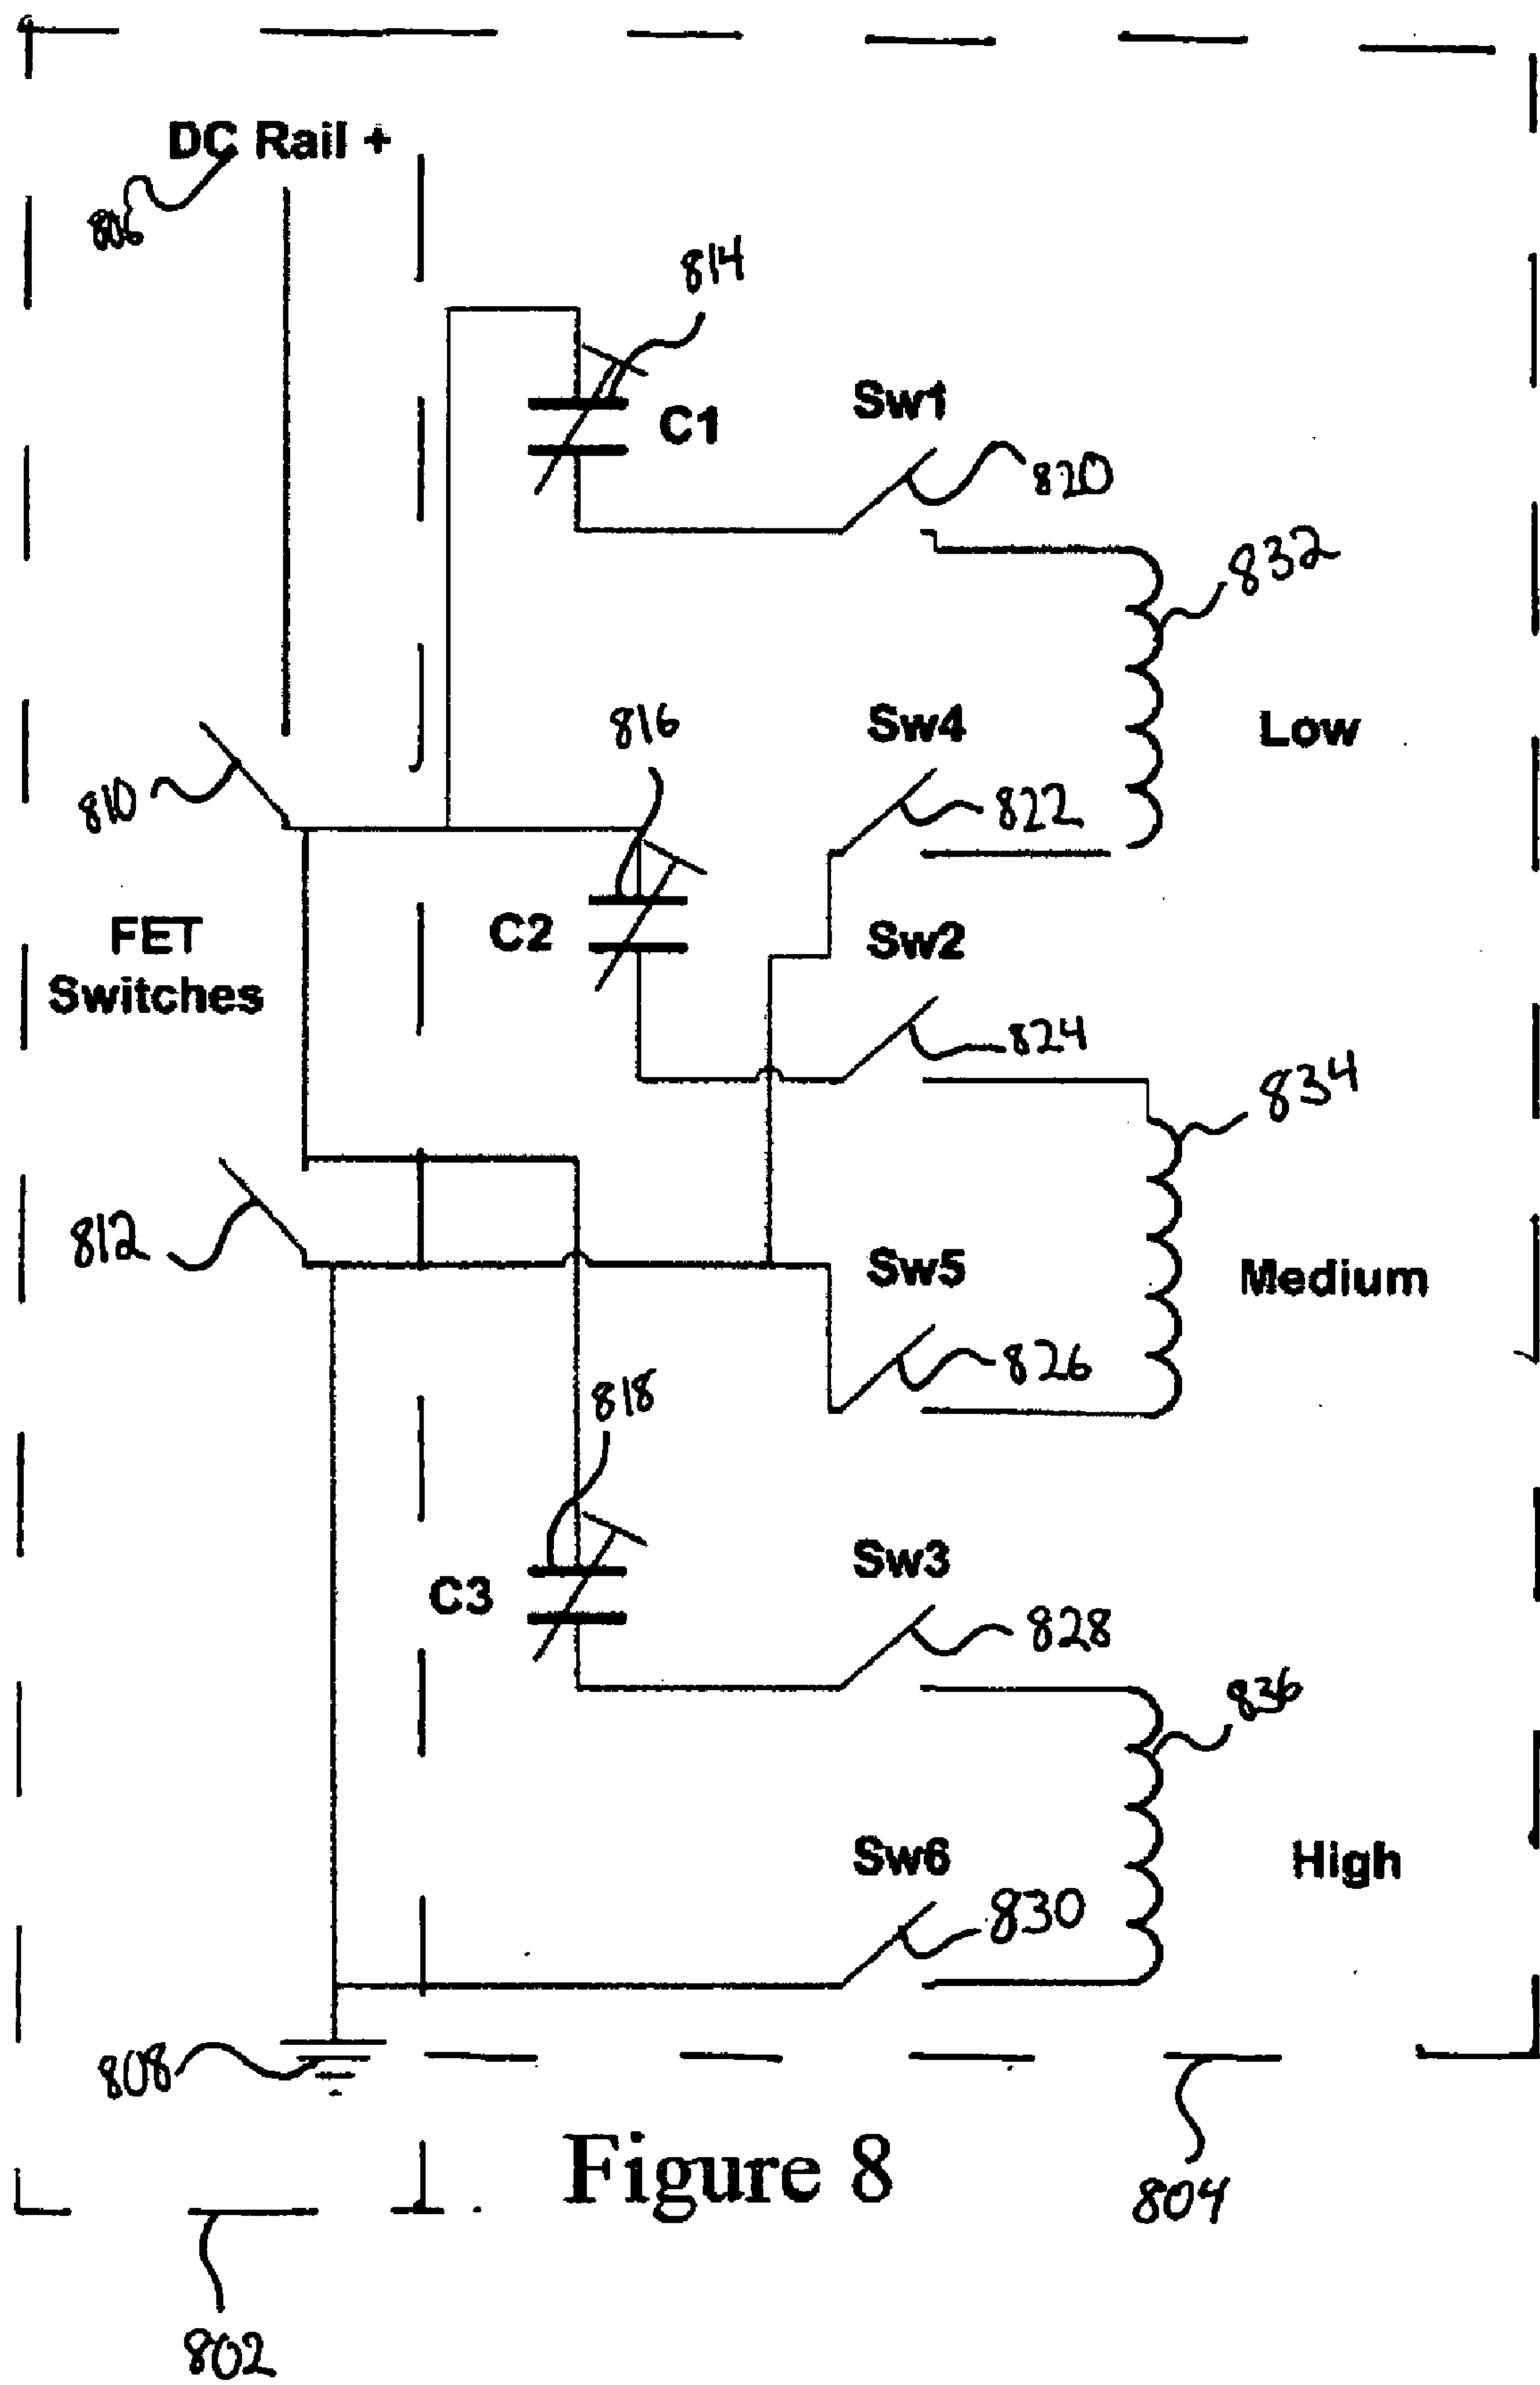 DC Rail +
806
814
C1
Sw1
820
832
816
Sw4
Low
810
822
FET
Switches
C2
Sw2
824
834
812
Sw5
Medium
826
818
C3
Sw3
828
836
Sw6
High
830
808
Figure 8
804
802